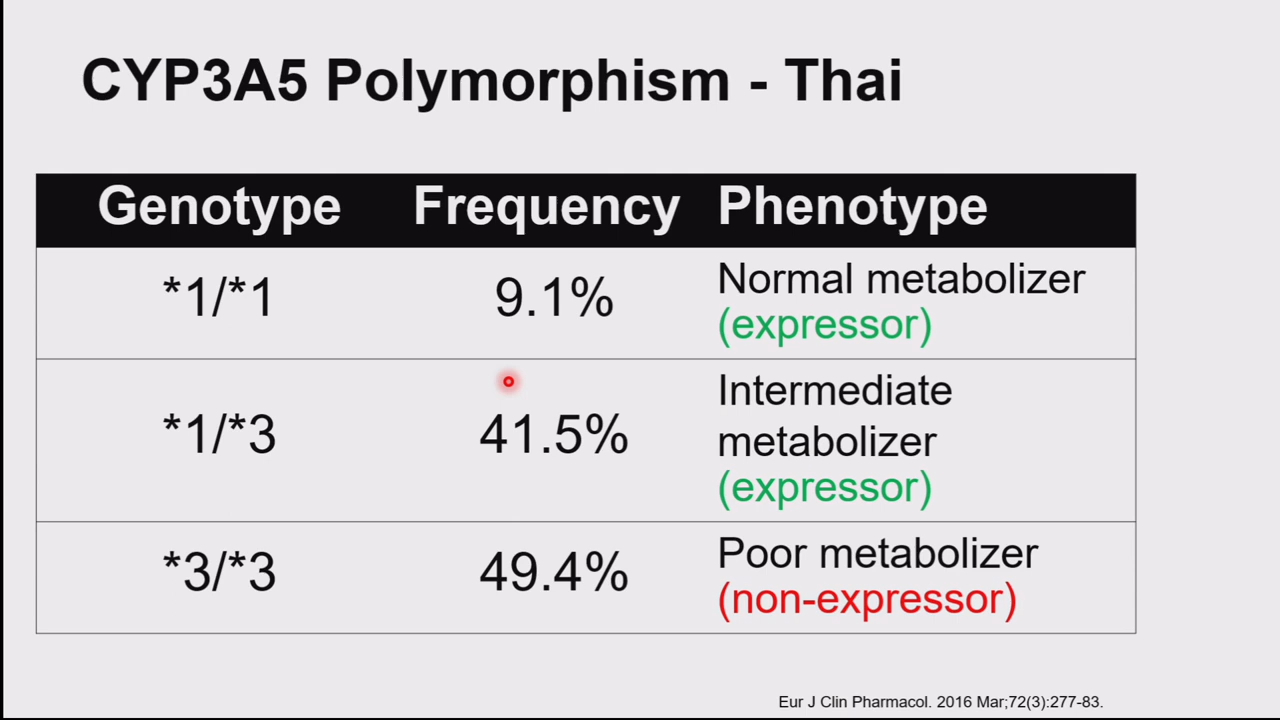 CYP3A5 Polymorphism - Thai
Genotype Frequency Phenotype
*1/*1 9.1% Normal metabolizer
(expressor)
*1/*3 41.5% Intermediate
metabolizer
(expressor)
*3/*3 49.4% Poor metabolizer
(non-expressor)
Eur J Clin Pharmacol. 2016 Mar;72(3):277-83.